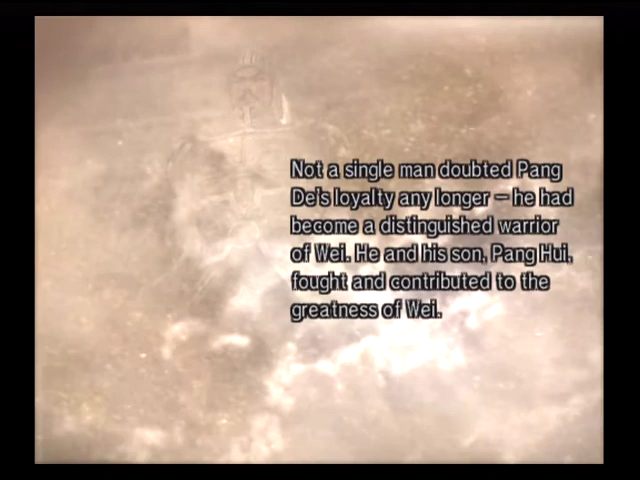 Not a single man doubted Pang
De's loyalty any longer – he had
become a distinguished warrior
of Wei. He and his son, Pang Hui,
fought and contributed to the
greatness of Wei.